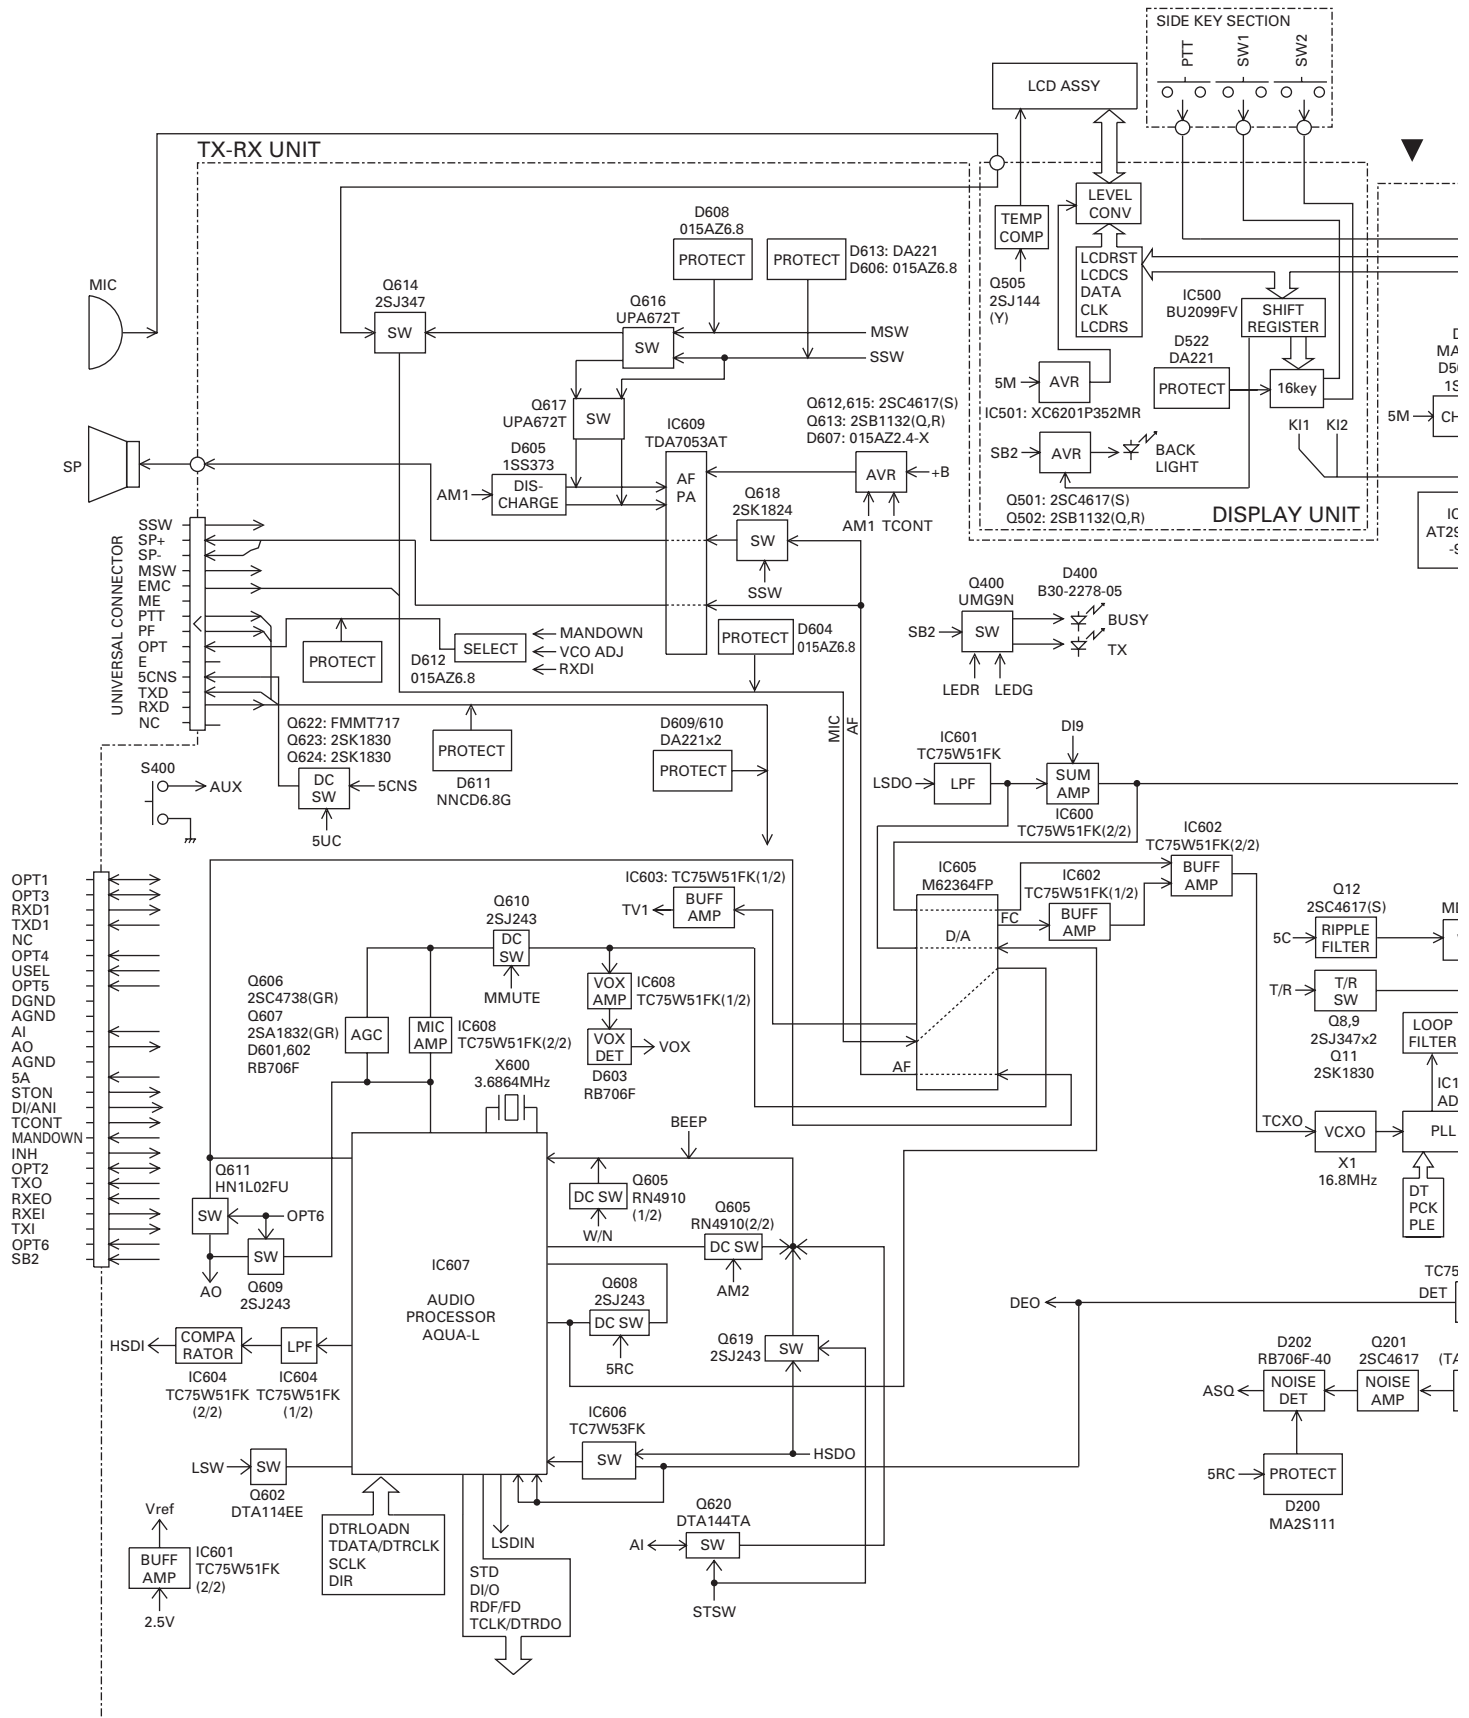 SIDE KEY SECTION
PTT
SW1
SW2
LCD ASSY
TX-RX UNIT
LEVEL
CONV
TEMP
COMP
D608
015AZ6.8
PROTECT
PROTECT
D613: DA221
D606: 015AZ6.8
LCDRST
LCDCS
DATA
CLK
LCDRS
Q505
2SJ144
(Y)
IC500
BU2099FV
SHIFT
REGISTER
MIC
Q614
2SJ347
SW
Q616
UPA672T
SW
MSW
SSW
D522
DA221
PROTECT
16key
5M
AVR
IC501: XC6201P352MR
KI1
KI2
5M
Q617
UPA672T
SW
IC609
TDA7053AT
AF
PA
Q612,615: 2SC4617(S)
Q613: 2SB1132(Q,R)
D607: 015AZ2.4-X
AVR
+B
AM1
TCONT
SB2
AVR
BACK
LIGHT
Q501: 2SC4617(S)
Q502: 2SB1132(Q,R)
DISPLAY UNIT
SP
D605
1SS373
AM1
DIS-
CHARGE
Q618
2SK1824
SW
SSW
UNIVERSAL CONNECTOR
SSW
SP+
SP-
MSW
EMC
ME
PTT
PF
OPT
E
5CNS
TXD
RXD
NC
PROTECT
D612
015AZ6.8
SELECT
MANDOWN
VCO ADJ
RXDI
PROTECT
D604
015AZ6.8
Q400
UMG9N
SB2
SW
LEDR
LEDG
D400
B30-2278-05
BUSY
TX
Q622: FMMT717
Q623: 2SK1830
Q624: 2SK1830
DC
SW
5CNS
5UC
PROTECT
D611
NNCD6.8G
D609/610
DA221x2
PROTECT
MIC
AF
S400
AUX
IC601
TC75W51FK
LSDO
LPF
DI9
SUM
AMP
IC600
TC75W51FK(2/2)
IC602
TC75W51FK(2/2)
BUFF
AMP
OPT1
OPT3
RXD1
TXD1
NC
OPT4
USEL
OPT5
DGND
AGND
AI
AO
AGND
5A
STON
DI/ANI
TCONT
MANDOWN
INH
OPT2
TXO
RXEO
RXEI
TXI
OPT6
SB2
IC603: TC75W51FK(1/2)
TV1
BUFF
AMP
IC605
M62364FP
D/A
AF
IC602
TC75W51FK(1/2)
FC
BUFF
AMP
Q610
2SJ243
DC
SW
MMUTE
VOX
AMP
IC608
TC75W51FK(1/2)
VOX
DET
VOX
D603
RB706F
Q606
2SC4738(GR)
Q607
2SA1832(GR)
D601,602
RB706F
AGC
MIC
AMP
IC608
TC75W51FK(2/2)
X600
3.6864MHz
Q12
2SC4617(S)
5C
RIPPLE
FILTER
T/R
T/R
SW
Q8,9
2SJ347x2
Q11
2SK1830
LOOP
FILTER
TCXO
VCXO
X1
16.8MHz
PLL
DT
PCK
PLE
BEEP
Q611
HN1L02FU
SW
OPT6
SW
AO
Q609
2SJ243
DC SW
Q605
RN4910
(1/2)
W/N
Q605
RN4910(2/2)
DC SW
AM2
IC607
AUDIO
PROCESSOR
AQUA-L
Q608
2SJ243
DC SW
5RC
Q619
2SJ243
SW
DEO
DET
HSDI
COMPA
RATOR
LPF
IC604
TC75W51FK
(2/2)
IC604
TC75W51FK
(1/2)
D202
RB706F-40
ASQ
NOISE
DET
Q201
2SC4617
NOISE
AMP
5RC
PROTECT
D200
MA2S111
IC606
TC7W53FK
SW
HSDO
LSW
SW
Q602
DTA114EE
Vref
BUFF
AMP
IC601
TC75W51FK
(2/2)
2.5V
DTRLOADN
TDATA/DTRCLK
SCLK
DIR
LSDIN
STD
DI/O
RDF/FD
TCLK/DTRDO
Q620
DTA144TA
AI
SW
STSW